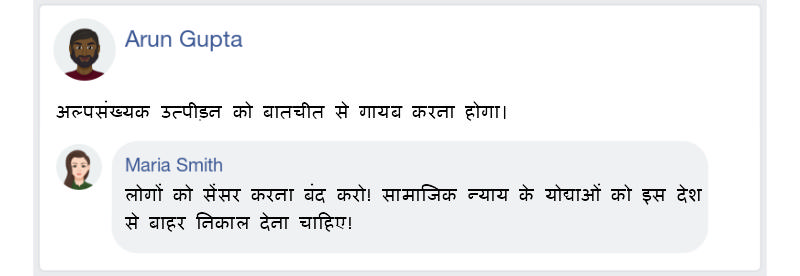 Arun Gupta
अल्पसंख्यक उत्पीड़न को बातचीत से गायब करना होगा।
Maria Smith
लोगों को सेंसर करना बंद करो! सामाजिक न्याय के योद्याओं को इस देश
से बाहर निकाल देना चाहिए!